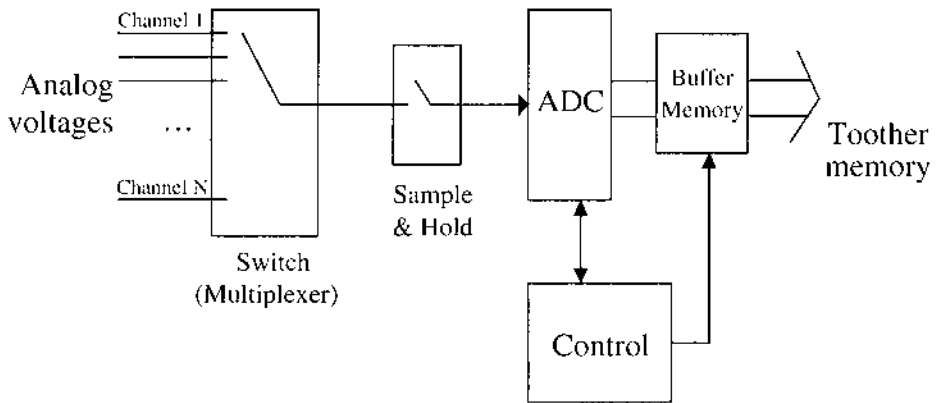 Channel 1
Analog
voltages
...
Channel N
Switch
(Multiplexer)
Sample
& Hold
ADC
Buffer
Memory
Toother
memory
Control